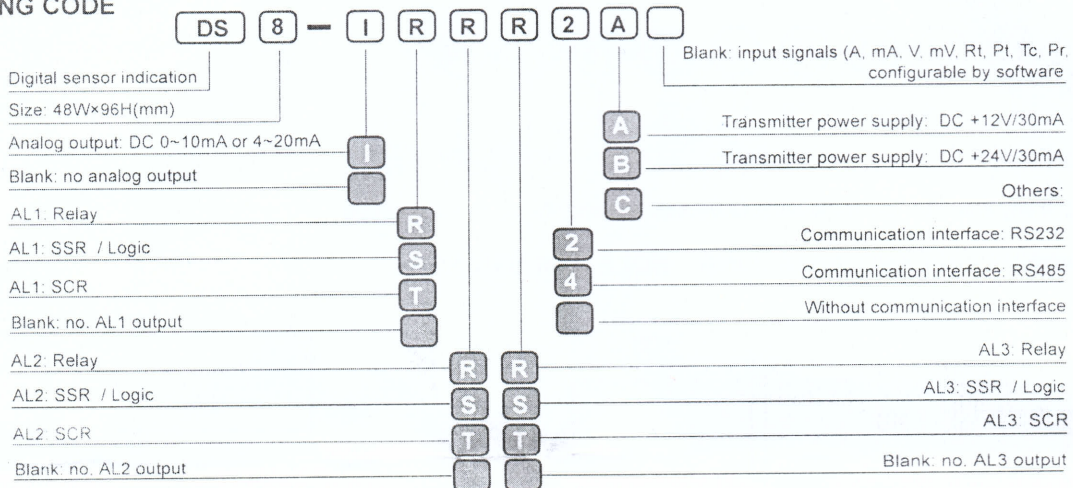 NG CODE
DS 8 – I R R R 2 A
Digital sensor indication
Size: 48W×96H(mm)
Analog output: DC 0~10mA or 4~20mA
I
Blank: no analog output
AL1: Relay
R
AL1: SSR / Logic
S
AL1: SCR
T
Blank: no. AL1 output
AL2: Relay
R
AL2: SSR / Logic
S
AL2: SCR
T
Blank: no. AL2 output
Blank: input signals (A, mA, V, mV, Rt, Pt, Tc, Pr,
configurable by software
A
Transmitter power supply: DC +12V/30mA
B
Transmitter power supply: DC +24V/30mA
C
Others:
2
Communication interface: RS232
4
Communication interface: RS485
Without communication interface
R
AL3: Relay
S
AL3: SSR / Logic
T
AL3: SCR
Blank: no. AL3 output